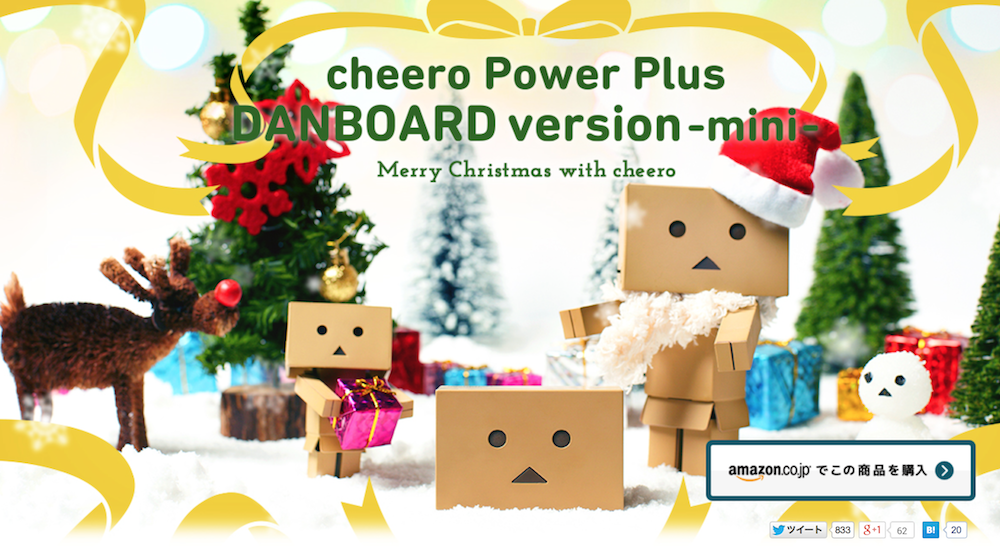 cheero Power Plus
DANBOARD version -mini-
Merry Christmas with cheero
amazon.co.jp でこの商品を購入
ツイート 833 g+1 62 B! 20